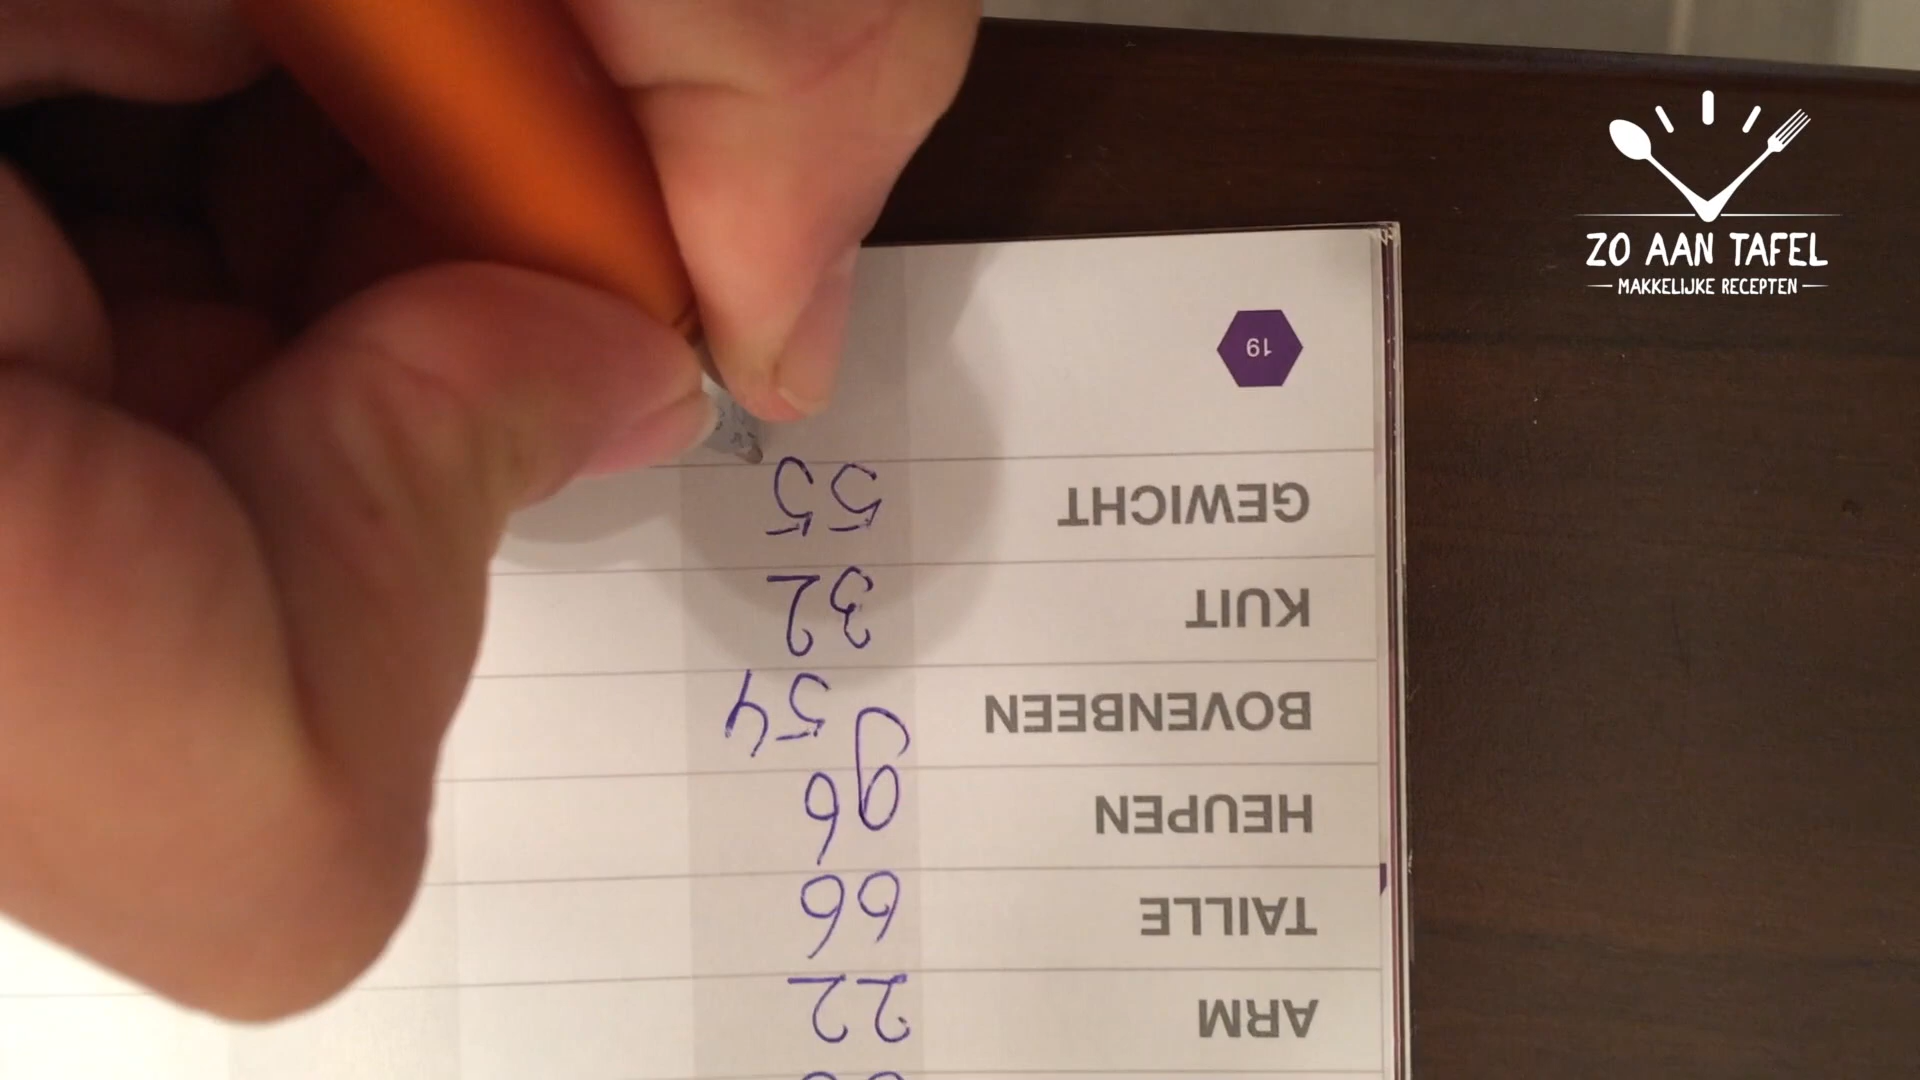 ZO AAN TAFEL
MAKKELIJKE RECEPTEN
ARM 22
TAILLE 66
HEUPEN 96
BOVENBEEN 54
KUIT 32
GEWICHT 55
19